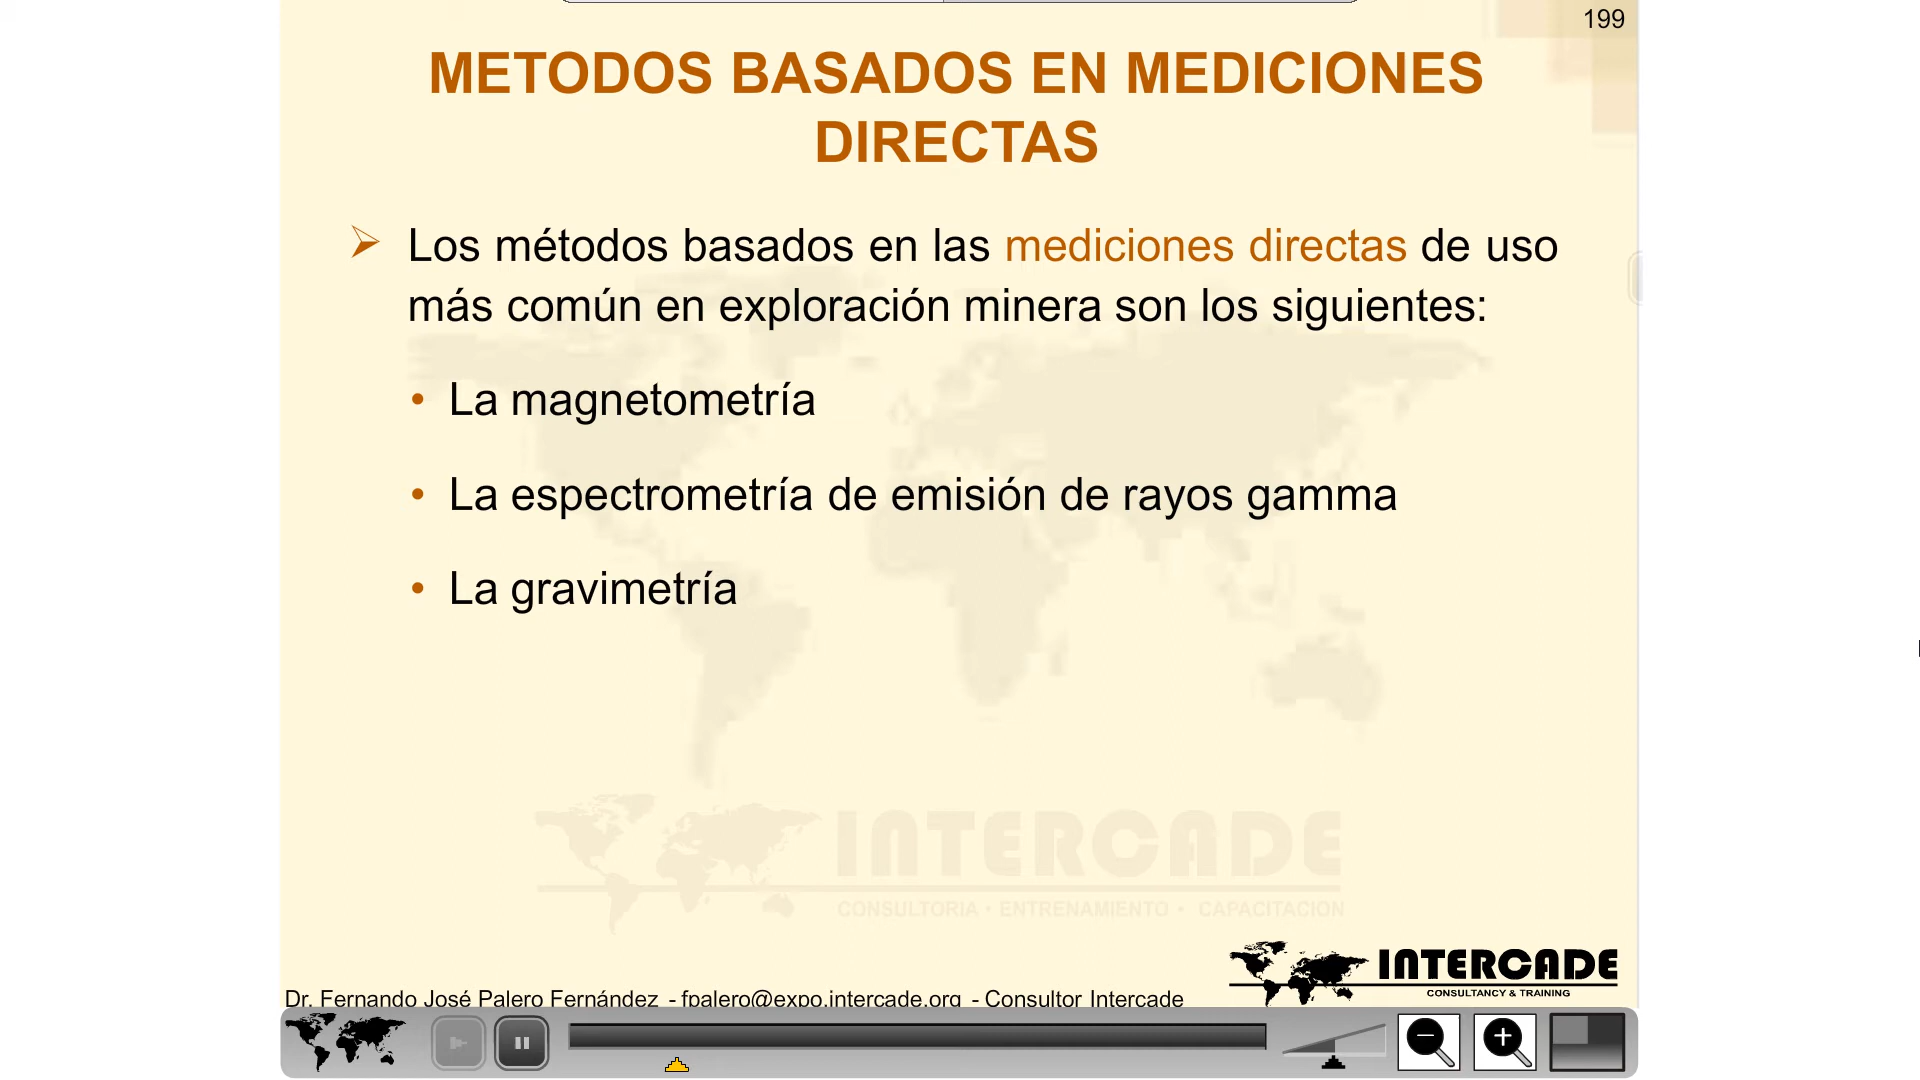 199
METODOS BASADOS EN MEDICIONES
DIRECTAS
Los métodos basados en las mediciones directas de uso
más común en exploración minera son los siguientes:
• La magnetometría
• La espectrometría de emisión de rayos gamma
• La gravimetría
INTERCADE
CONSULTORIA • ENTRENAMIENTO • CAPACITACION
INTERCADE
CONSULTANCY & TRAINING
Dr. Fernando José Palero Fernández - fpalero@expo.intercade.org - Consultor Intercade